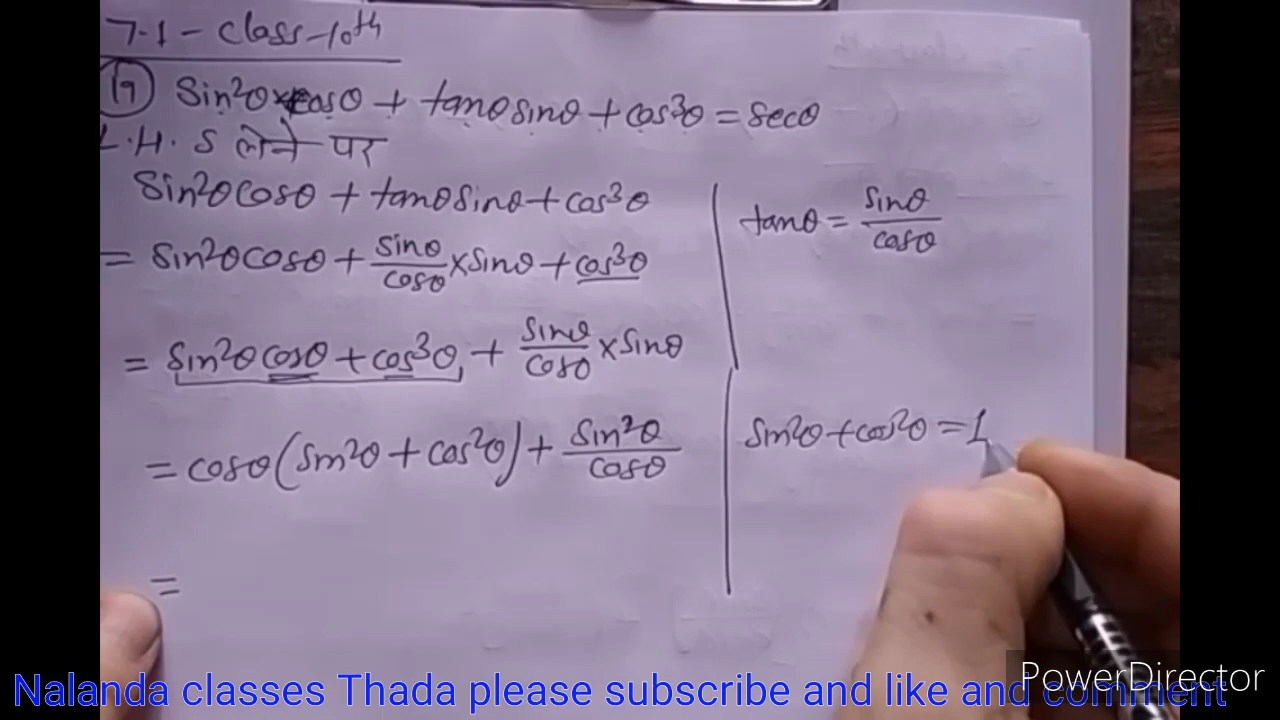 7.1 - Class - 10th
19 Sin²θ×cosθ + tanθ sinθ + cos³θ = secθ
L.H.S लेने पर
Sin²θ cosθ + tanθ sinθ + cos³θ
tanθ = sinθ/cosθ
= Sin²θ cosθ + sinθ/cosθ × sinθ + cos³θ
= Sin²θ cosθ + cos³θ + sinθ/cosθ × sinθ
= cosθ (sin²θ + cos²θ) + sin²θ/cosθ
sin²θ + cos²θ = 1
=
PowerDirector
Nalanda classes Thada please subscribe and like and comment